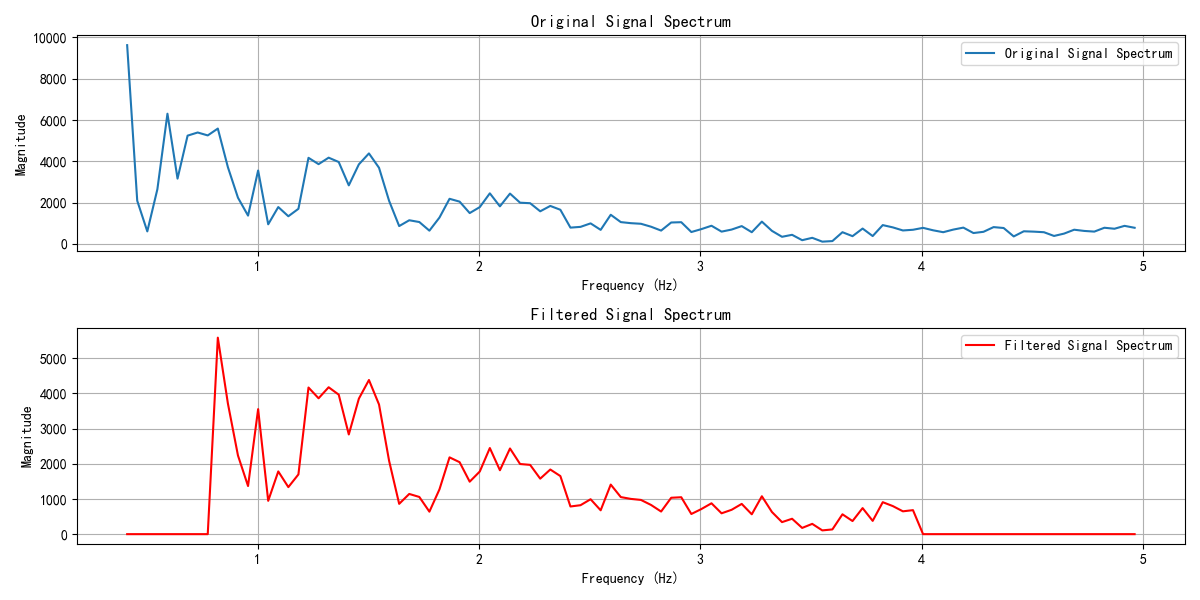 Original Signal Spectrum
Original Signal Spectrum
10000
8000
6000
4000
2000
0
Magnitude
1
2
3
4
5
Frequency (Hz)
Filtered Signal Spectrum
Filtered Signal Spectrum
5000
4000
3000
2000
1000
0
Magnitude
1
2
3
4
5
Frequency (Hz)